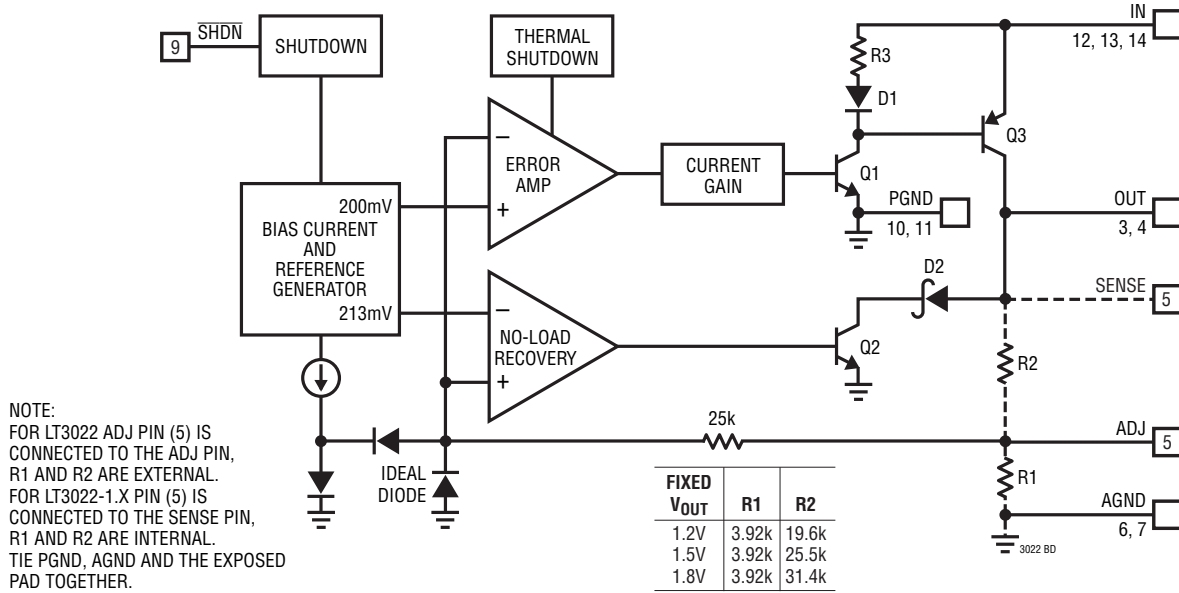 IN
12, 13, 14
SHDN
9
SHUTDOWN
THERMAL
SHUTDOWN
R3
D1
Q3
ERROR
AMP
−
+
CURRENT
GAIN
Q1
PGND
10, 11
OUT
3, 4
200mV
BIAS CURRENT
AND
REFERENCE
GENERATOR
213mV
D2
SENSE
5
−
NO-LOAD
RECOVERY
+
Q2
R2
25k
ADJ
5
IDEAL
DIODE
R1
AGND
6, 7
3022 BD
NOTE:
FOR LT3022 ADJ PIN (5) IS
CONNECTED TO THE ADJ PIN,
R1 AND R2 ARE EXTERNAL.
FOR LT3022-1.X PIN (5) IS
CONNECTED TO THE SENSE PIN,
R1 AND R2 ARE INTERNAL.
TIE PGND, AGND AND THE EXPOSED
PAD TOGETHER.
FIXED
VOUT R1 R2
1.2V 3.92k 19.6k
1.5V 3.92k 25.5k
1.8V 3.92k 31.4k